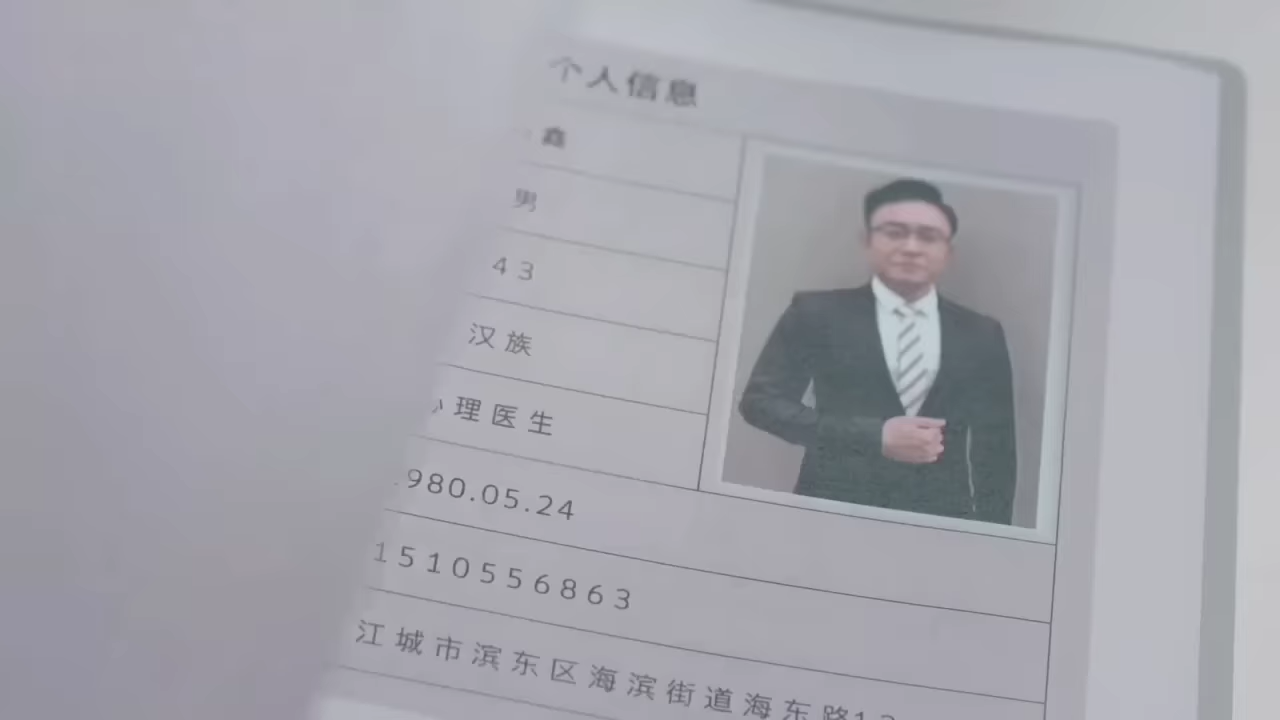 个人信息
鑫
男
43
汉族
理医生
980.05.24
1510556863
江城市滨东区海滨街道海东路